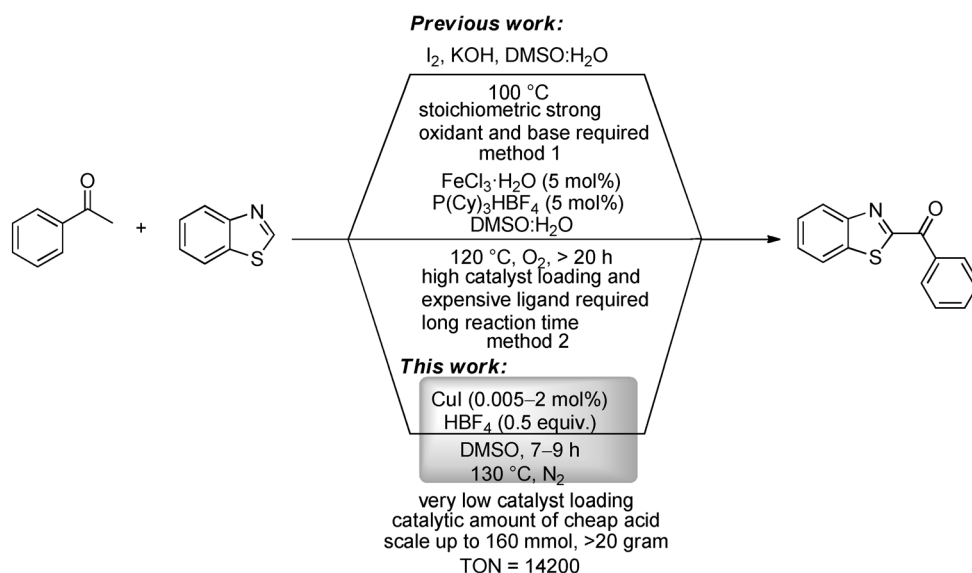 Previous work:
I₂, KOH, DMSO:H₂O
100 °C
stoichiometric strong
oxidant and base required
method 1
FeCl₃·H₂O (5 mol%)
P(Cy)₃HBF₄ (5 mol%)
DMSO:H₂O
O
+
N
S
N
O
S
120 °C, O₂, > 20 h
high catalyst loading and
expensive ligand required
long reaction time
method 2
This work:
CuI (0.005–2 mol%)
HBF₄ (0.5 equiv.)
DMSO, 7–9 h
130 °C, N₂
very low catalyst loading
catalytic amount of cheap acid
scale up to 160 mmol, >20 gram
TON = 14200